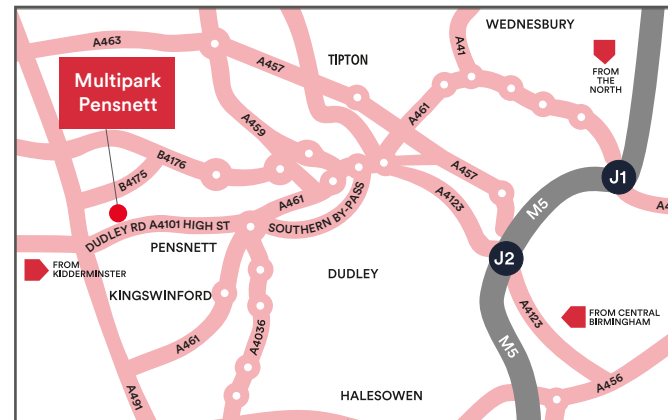 WEDNESBURY
A463
A41
A457
TIPTON
FROM
THE
NORTH
Multipark
Pensnett
A461
A459
B4176
A457
J1
B4175
A461
A4123
M5
A4
DUDLEY RD A4101 HIGH ST
SOUTHERN BY-PASS
PENSNETT
J2
FROM
KIDDERMINSTER
DUDLEY
KINGSWINFORD
A4123
FROM CENTRAL
BIRMINGHAM
A461
A4036
M5
A456
A491
HALESOWEN